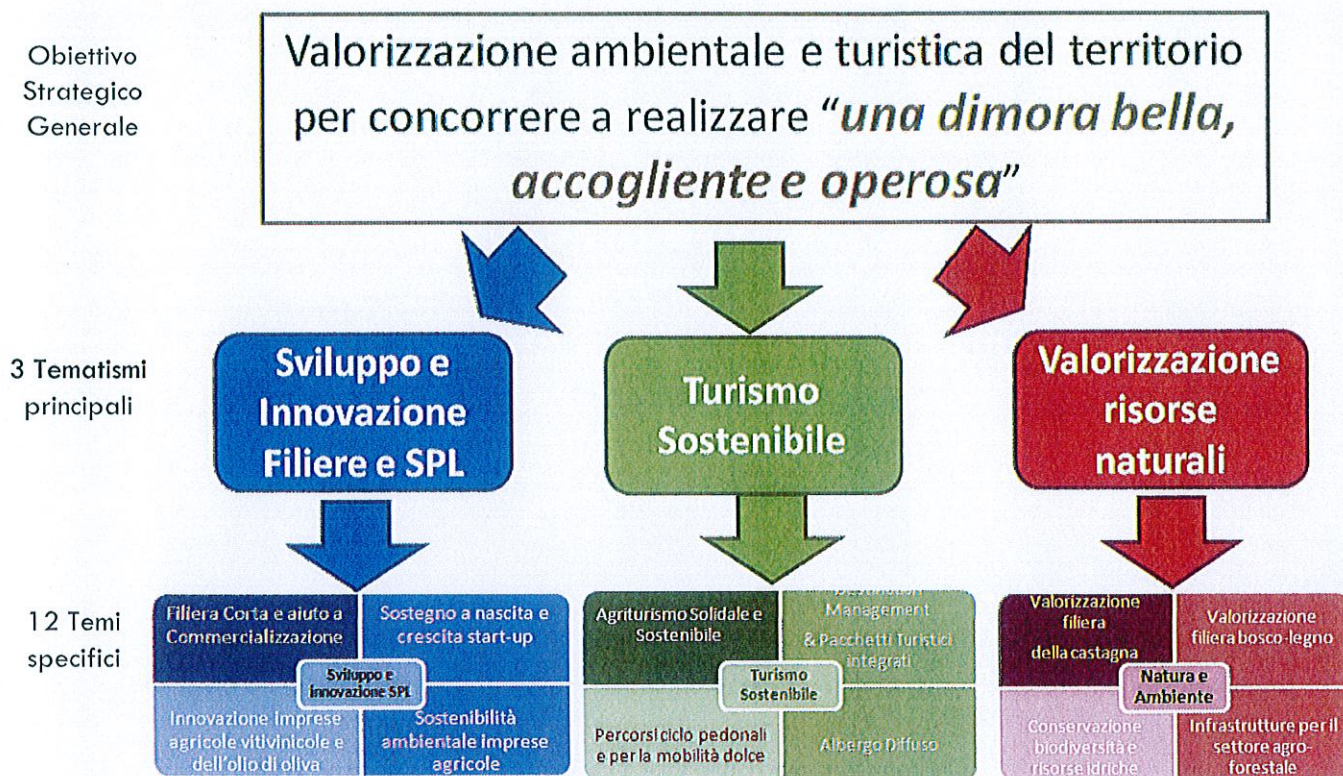 Obiettivo
Strategico
Generale
Valorizzazione ambientale e turistica del territorio
per concorrere a realizzare “una dimora bella,
accogliente e operosa”
3 Tematismi
principali
Sviluppo e
Innovazione
Filiere e SPL
Turismo
Sostenibile
Valorizzazione
risorse
naturali
12 Temi
specifici
Filiera Corta e aiuto a
Commercializzazione
Sostegno a nascita e
crescita start-up
Sviluppo e
Innovazione SPL
Innovazione imprese
agricole vitivinicole e
dell'olio di oliva
Sostenibilità
ambientale imprese
agricole
Agriturismo Solidale e
Sostenibile
Destination
Management
& Pacchetti Turistici
integrati
Turismo
Sostenibile
Percorsi ciclo pedonali
e per la mobilità dolce
Albergo Diffuso
Valorizzazione
filiera
della castagna
Valorizzazione
filiera bosco-legno
Natura e
Ambiente
Conservazione
biodiversità e
risorse idriche
Infrastrutture per il
settore agro-
forestale